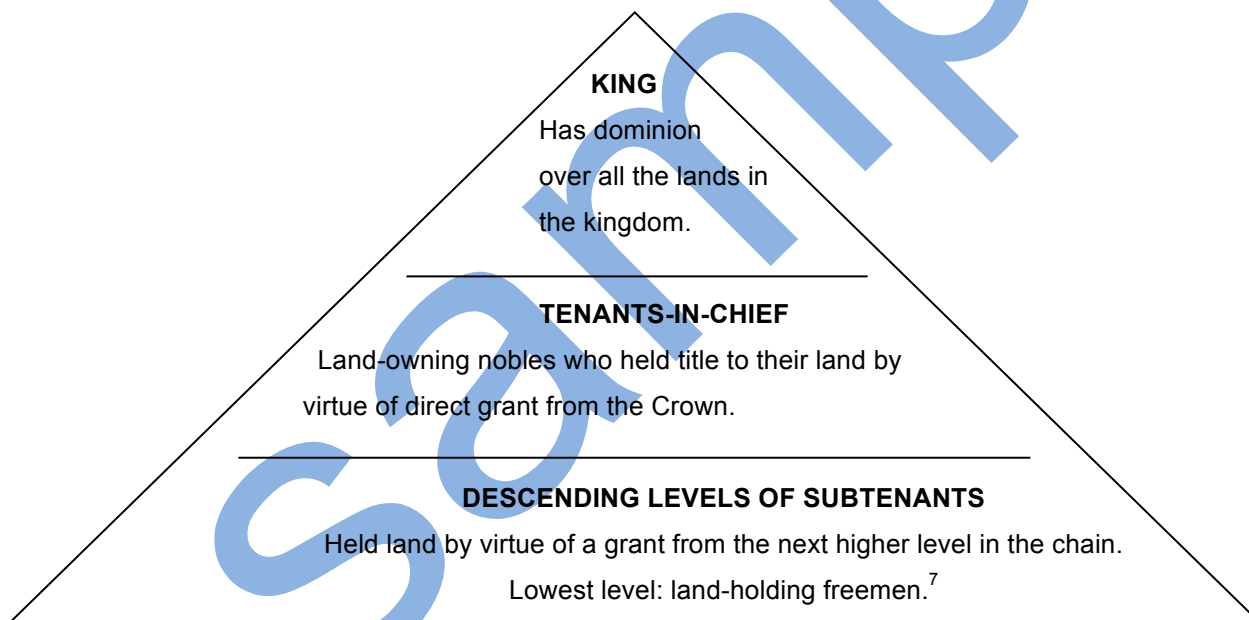 KING
Has dominion
over all the lands in
the kingdom.
TENANTS-IN-CHIEF
Land-owning nobles who held title to their land by
virtue of direct grant from the Crown.
DESCENDING LEVELS OF SUBTENANTS
Held land by virtue of a grant from the next higher level in the chain.
Lowest level: land-holding freemen.7
samp